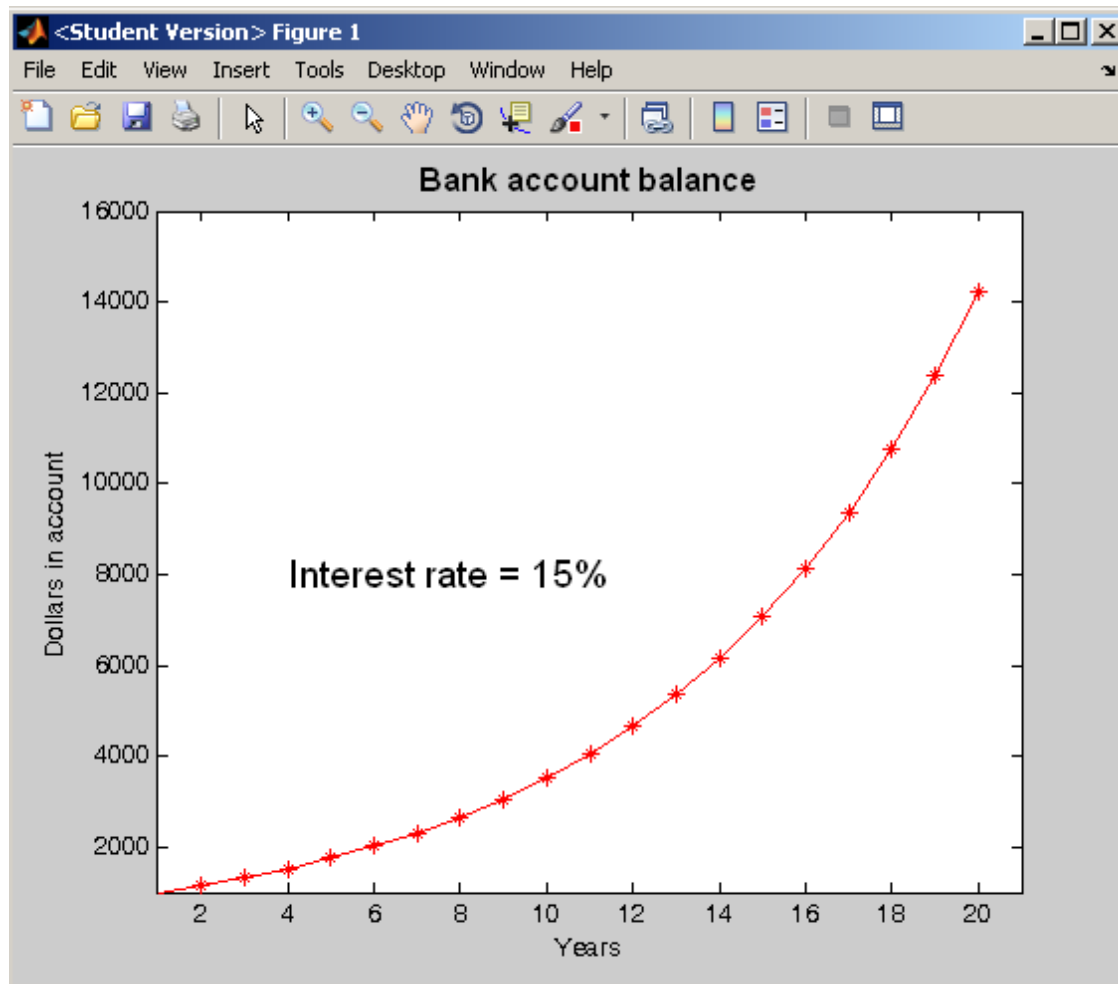 <Student Version> Figure 1
File Edit View Insert Tools Desktop Window Help
Bank account balance
16000
14000
12000
10000
8000
6000
4000
2000
Dollars in account
Interest rate = 15%
2 4 6 8 10 12 14 16 18 20
Years